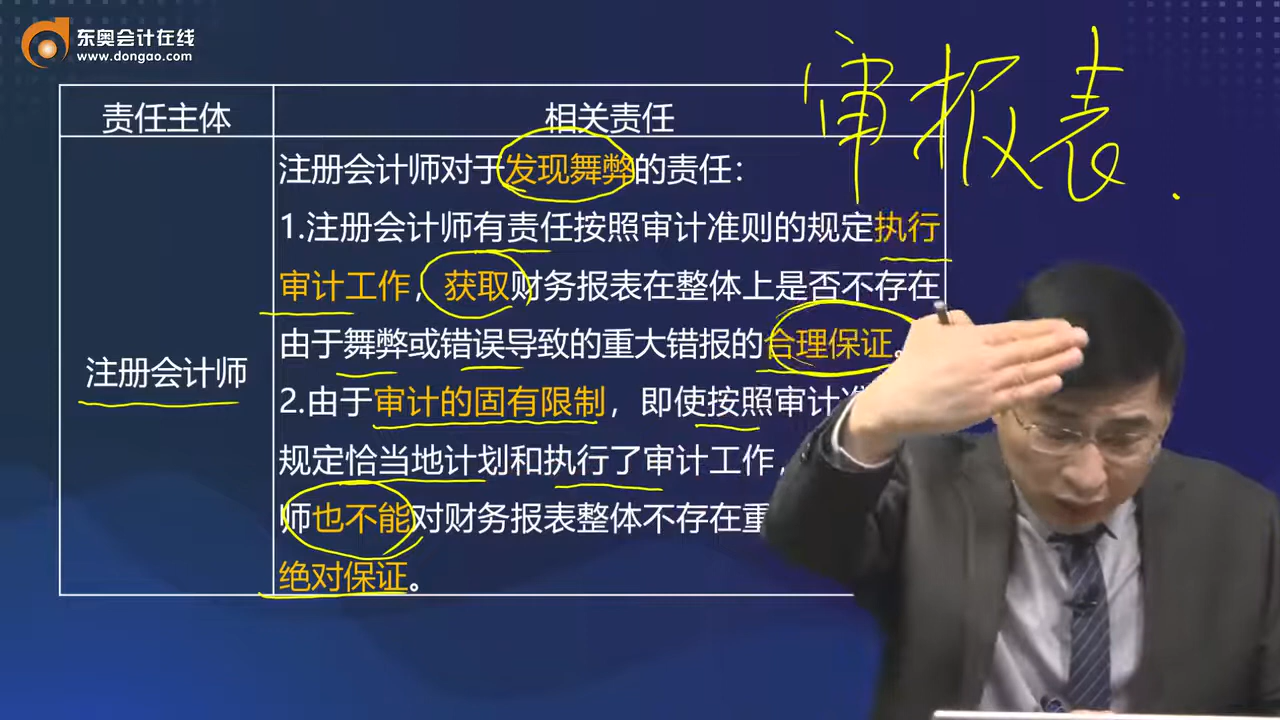 东奥会计在线
www.dongao.com
审报表.
责任主体
相关责任
注册会计师
注册会计师对于发现舞弊的责任：
1.注册会计师有责任按照审计准则的规定执行
审计工作，获取财务报表在整体上是否不存在
由于舞弊或错误导致的重大错报的合理保证。
2.由于审计的固有限制，即使按照审计准
规定恰当地计划和执行了审计工作，
师也不能对财务报表整体不存在重
绝对保证。